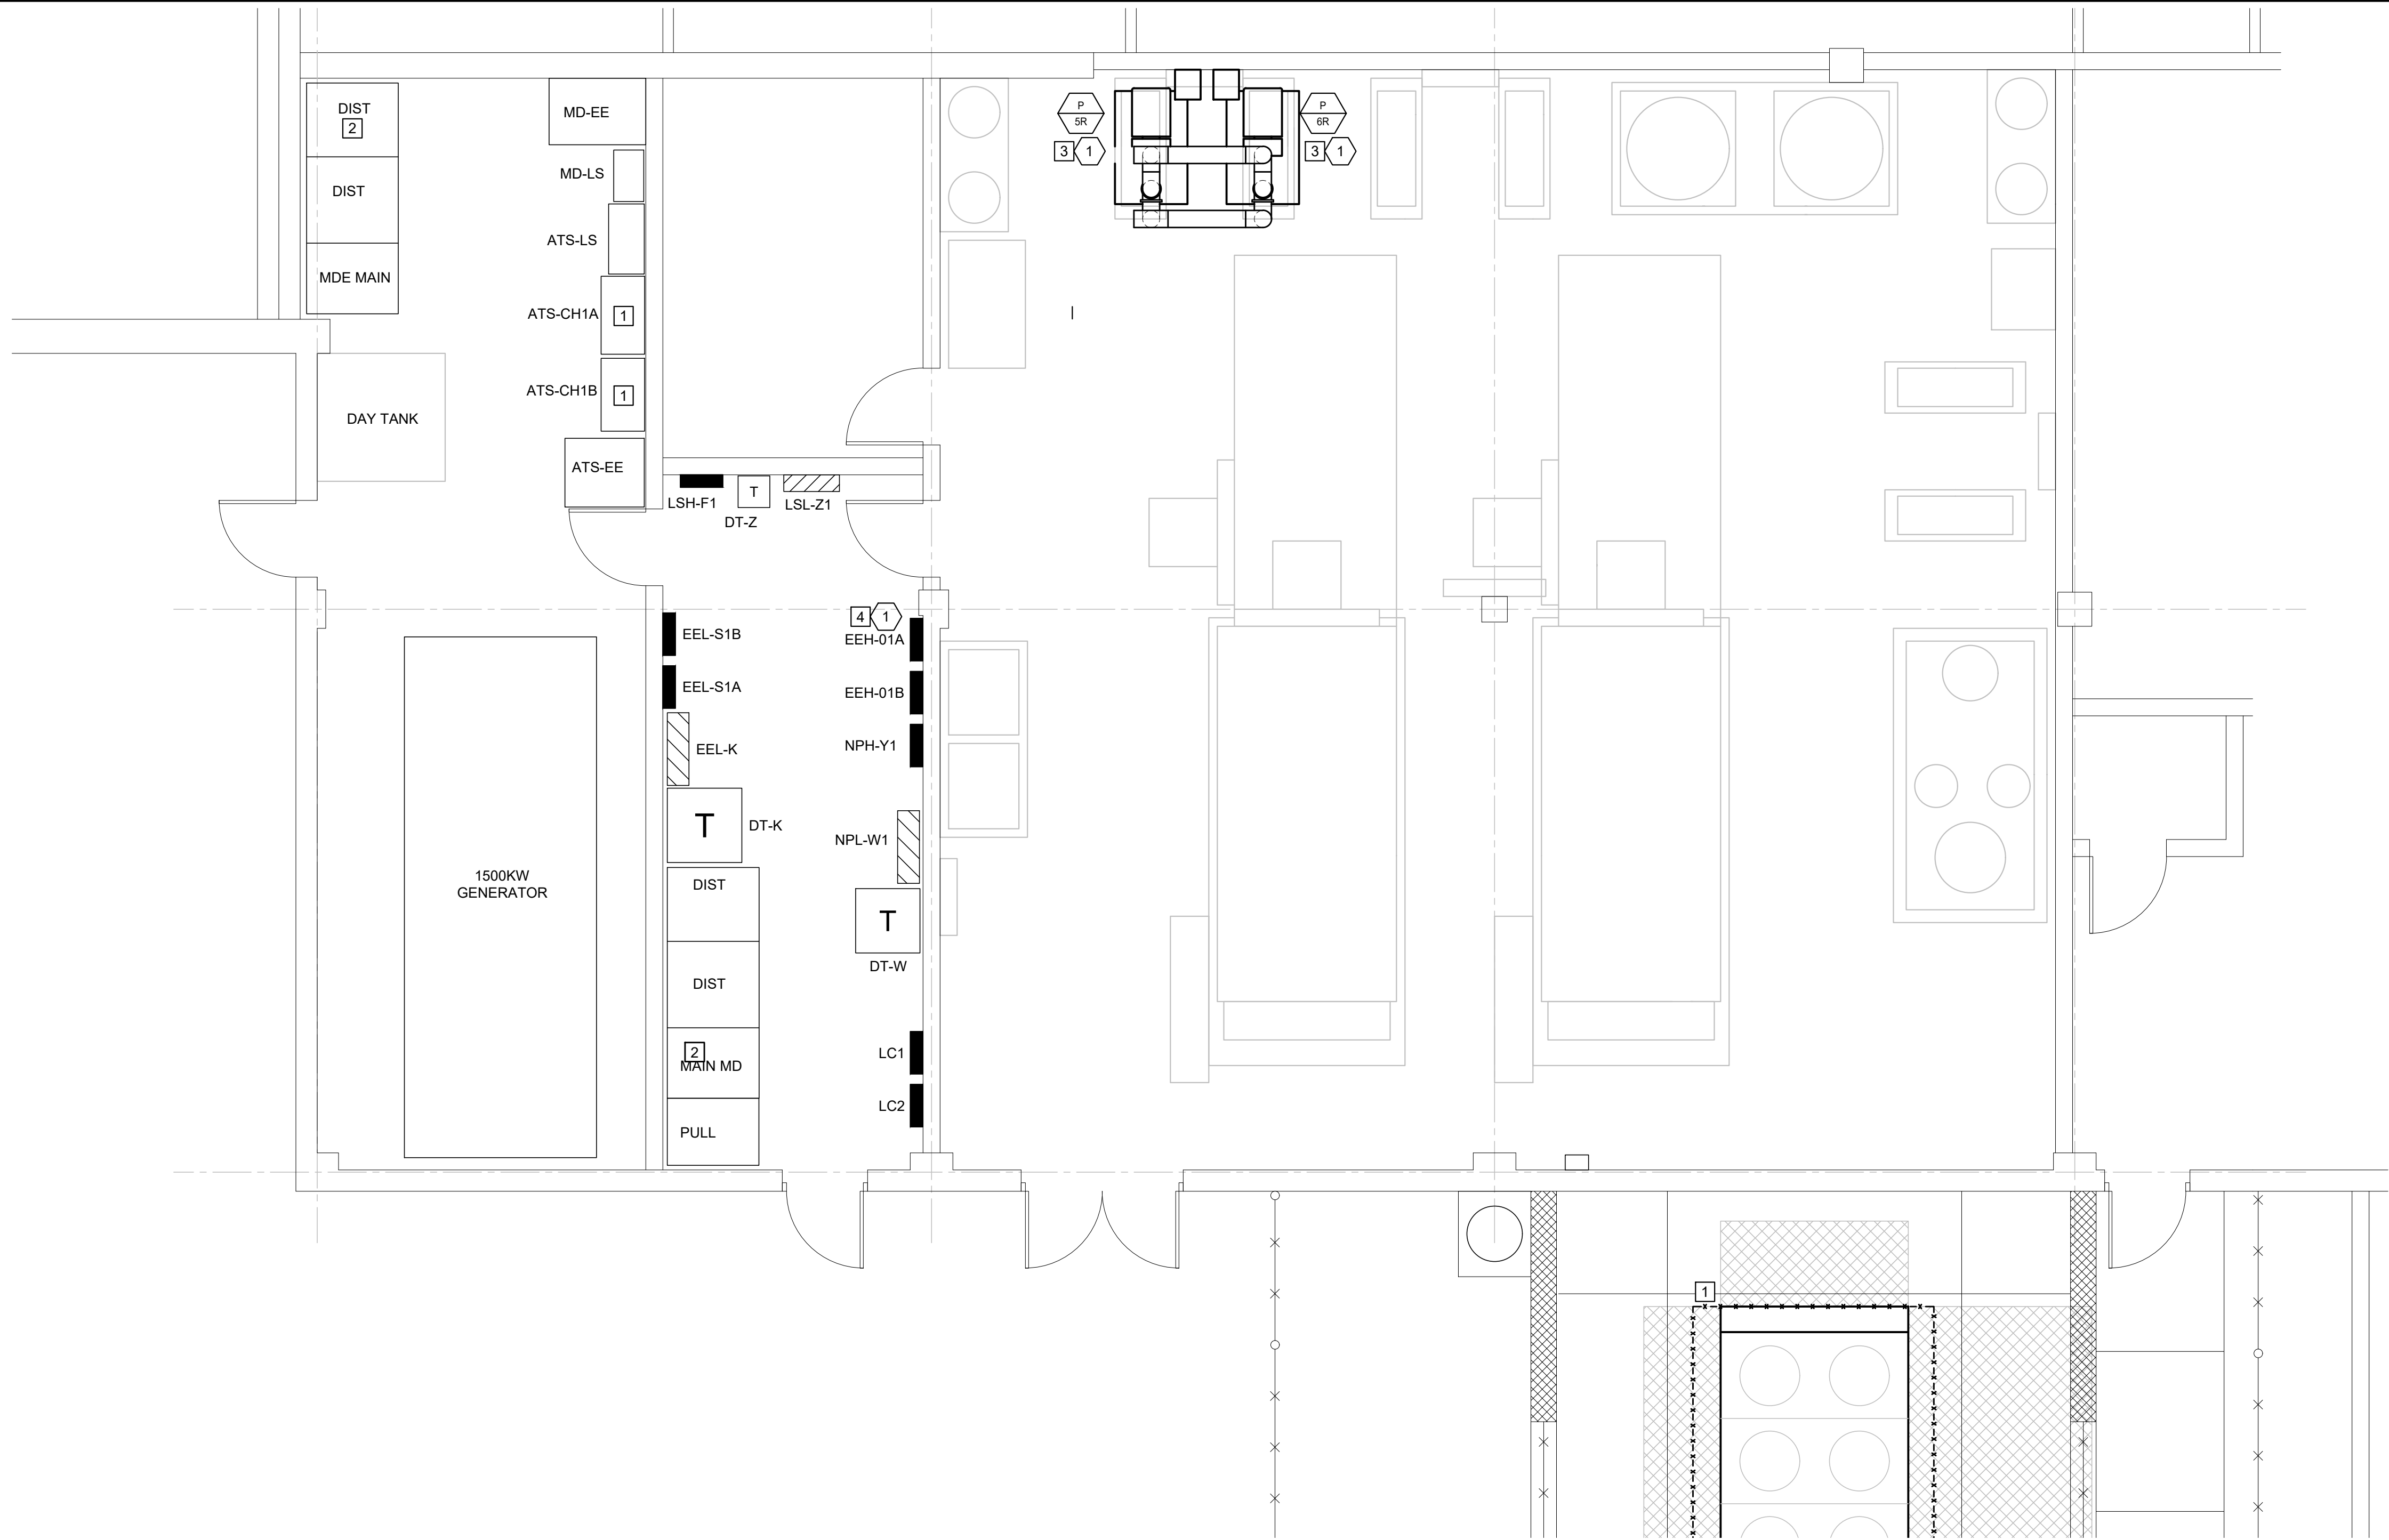 DIST
2
DIST
MDE MAIN
MD-EE
MD-LS
ATS-LS
ATS-CH1A
1
ATS-CH1B
1
ATS-EE
DAY TANK
1500KW
GENERATOR
LSH-F1
T
DT-Z
LSL-Z1
EEL-S1B
EEL-S1A
EEL-K
T
DT-K
DIST
DIST
2
MAIN MD
PULL
4
1
EEH-01A
EEH-01B
NPH-Y1
NPL-W1
T
DT-W
LC1
LC2
P
5R
3
1
P
6R
3
1
1